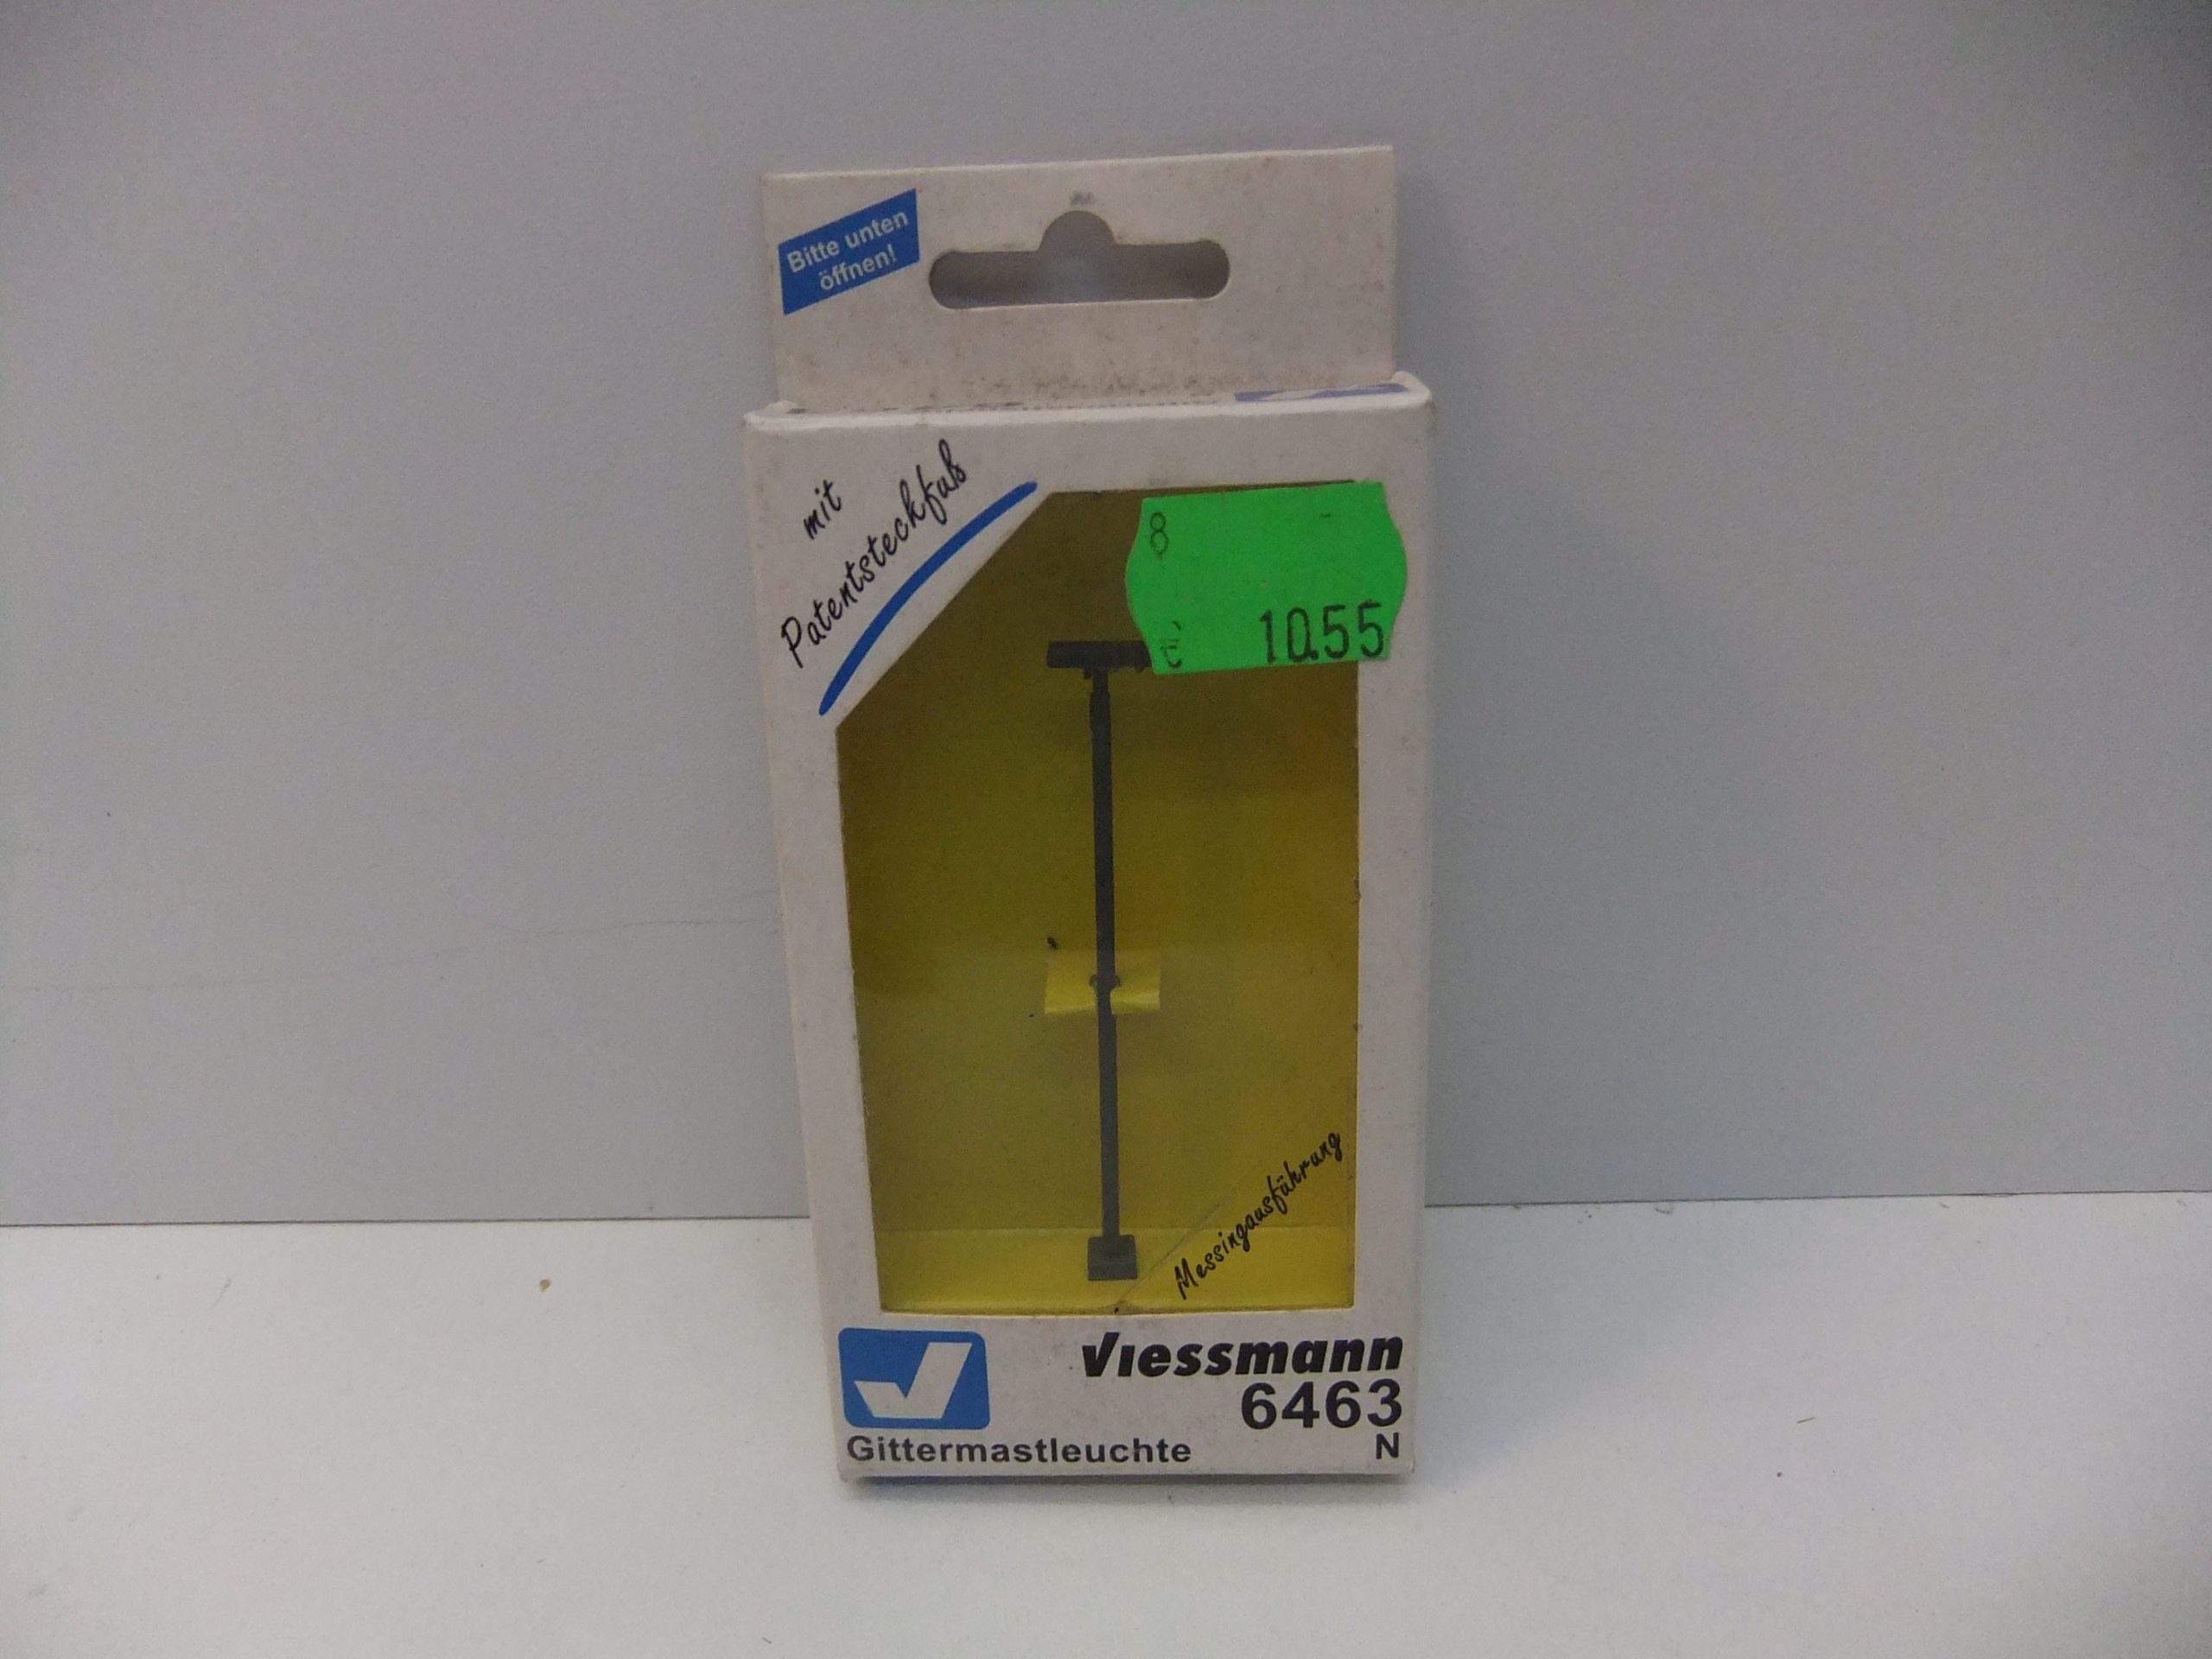 Bitte unten
öffnen!
mit
Patentsteckfuß
8
€ 10.55
Messingausführung
Viessmann
6463
Gittermastleuchte N